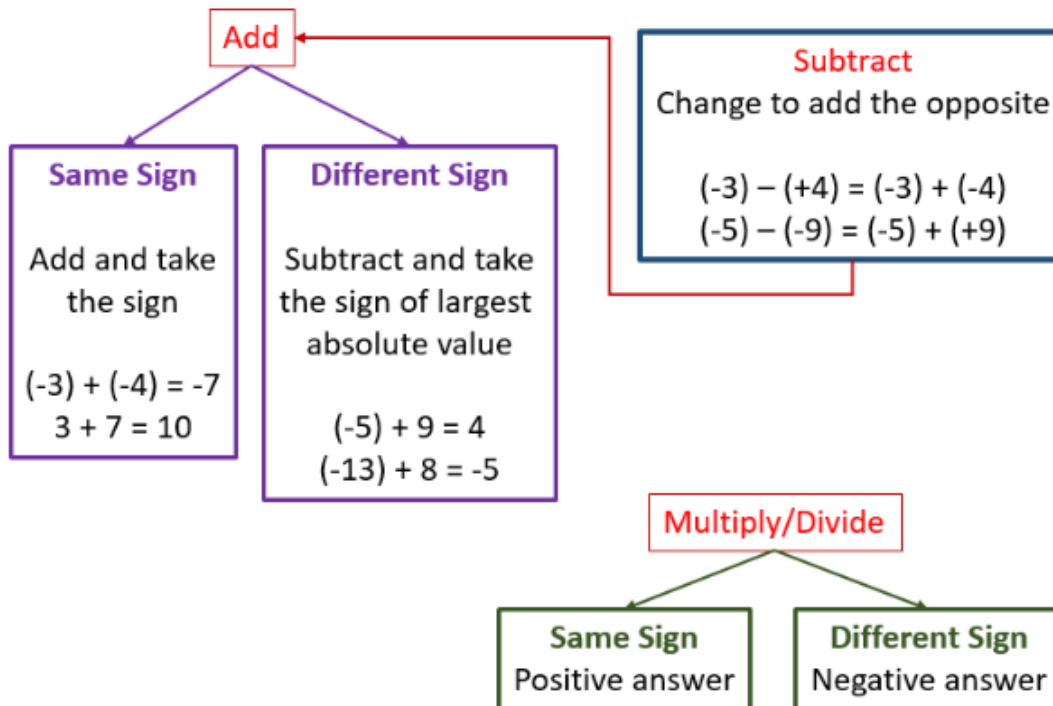 Add
Subtract
Change to add the opposite
(-3) – (+4) = (-3) + (-4)
(-5) – (-9) = (-5) + (+9)
Same Sign
Add and take
the sign
(-3) + (-4) = -7
3 + 7 = 10
Different Sign
Subtract and take
the sign of largest
absolute value
(-5) + 9 = 4
(-13) + 8 = -5
Multiply/Divide
Same Sign
Positive answer
Different Sign
Negative answer